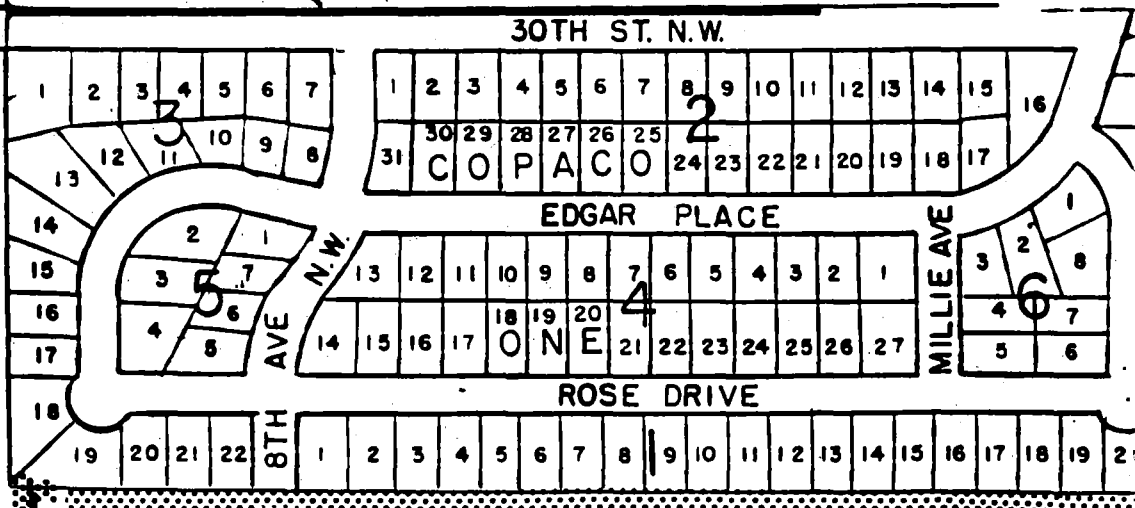 30TH ST. N.W.
1 2 3 4 5 6 7 1 2 3 4 5 6 7 8 9 10 11 12 13 14 15 16
3 2
13 12 11 10 9 8 31 30 29 28 27 26 25 24 23 22 21 20 19 18 17
COPACO
14 EDGAR PLACE 1
2 1 N.W. 13 12 11 10 9 8 7 6 5 4 3 2 1 MILLIE AVE 3 2 8
15 3 7
5 4 6
16 4 6 18 19 20 4 7
17 5 8TH AVE 14 15 16 17 ONE 21 22 23 24 25 26 27 5 6
ROSE DRIVE
18
19 20 21 22 1 2 3 4 5 6 7 8 1 9 10 11 12 13 14 15 16 17 18 19